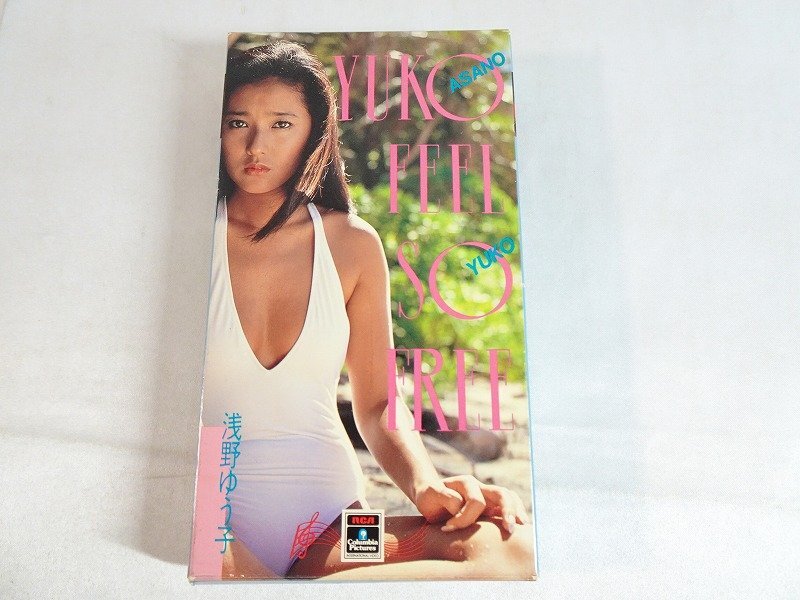 YUKO
ASANO
FEEL
SO
YUKO
FREE
浅野ゆう子
RCA
Columbia
Pictures
INTERNATIONAL VIDEO